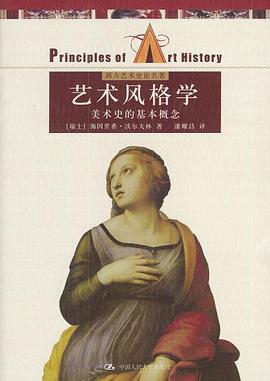 Principles of Art History
西方艺术史论名著
艺术风格学
美术史的基本概念
[瑞士] 海因里希·沃尔夫林 著 潘耀昌 译
中国人民大学出版社